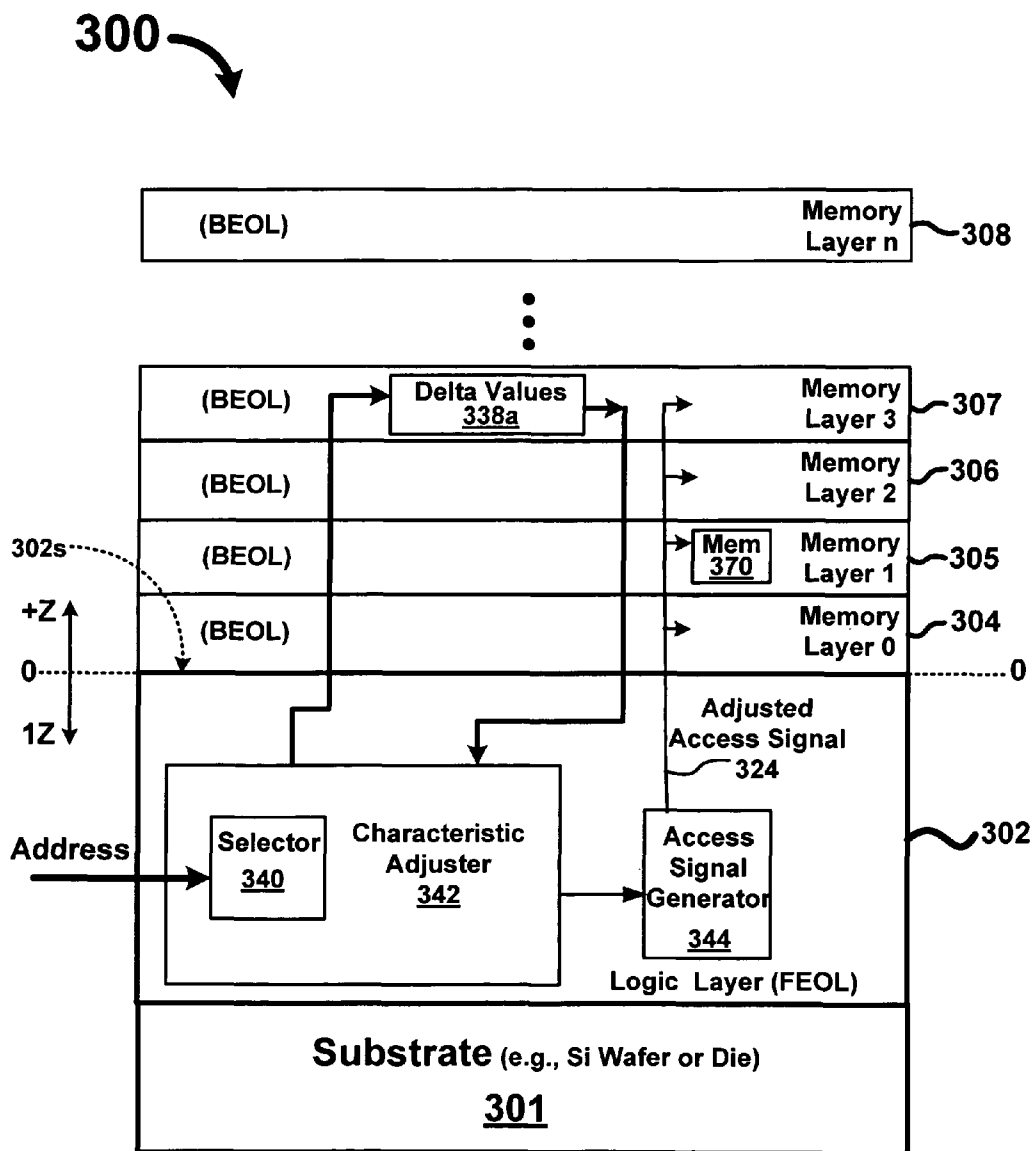 300
(BEOL)
Memory
Layer n
308
(BEOL)
Delta Values
338a
Memory
Layer 3
307
(BEOL)
Memory
Layer 2
306
302s
(BEOL)
Mem
370
Memory
Layer 1
305
+Z
(BEOL)
Memory
Layer 0
304
0
0
1Z
Adjusted
Access Signal
324
Address
Selector
340
Characteristic
Adjuster
342
Access
Signal
Generator
344
302
Logic Layer (FEOL)
Substrate (e.g., Si Wafer or Die)
301